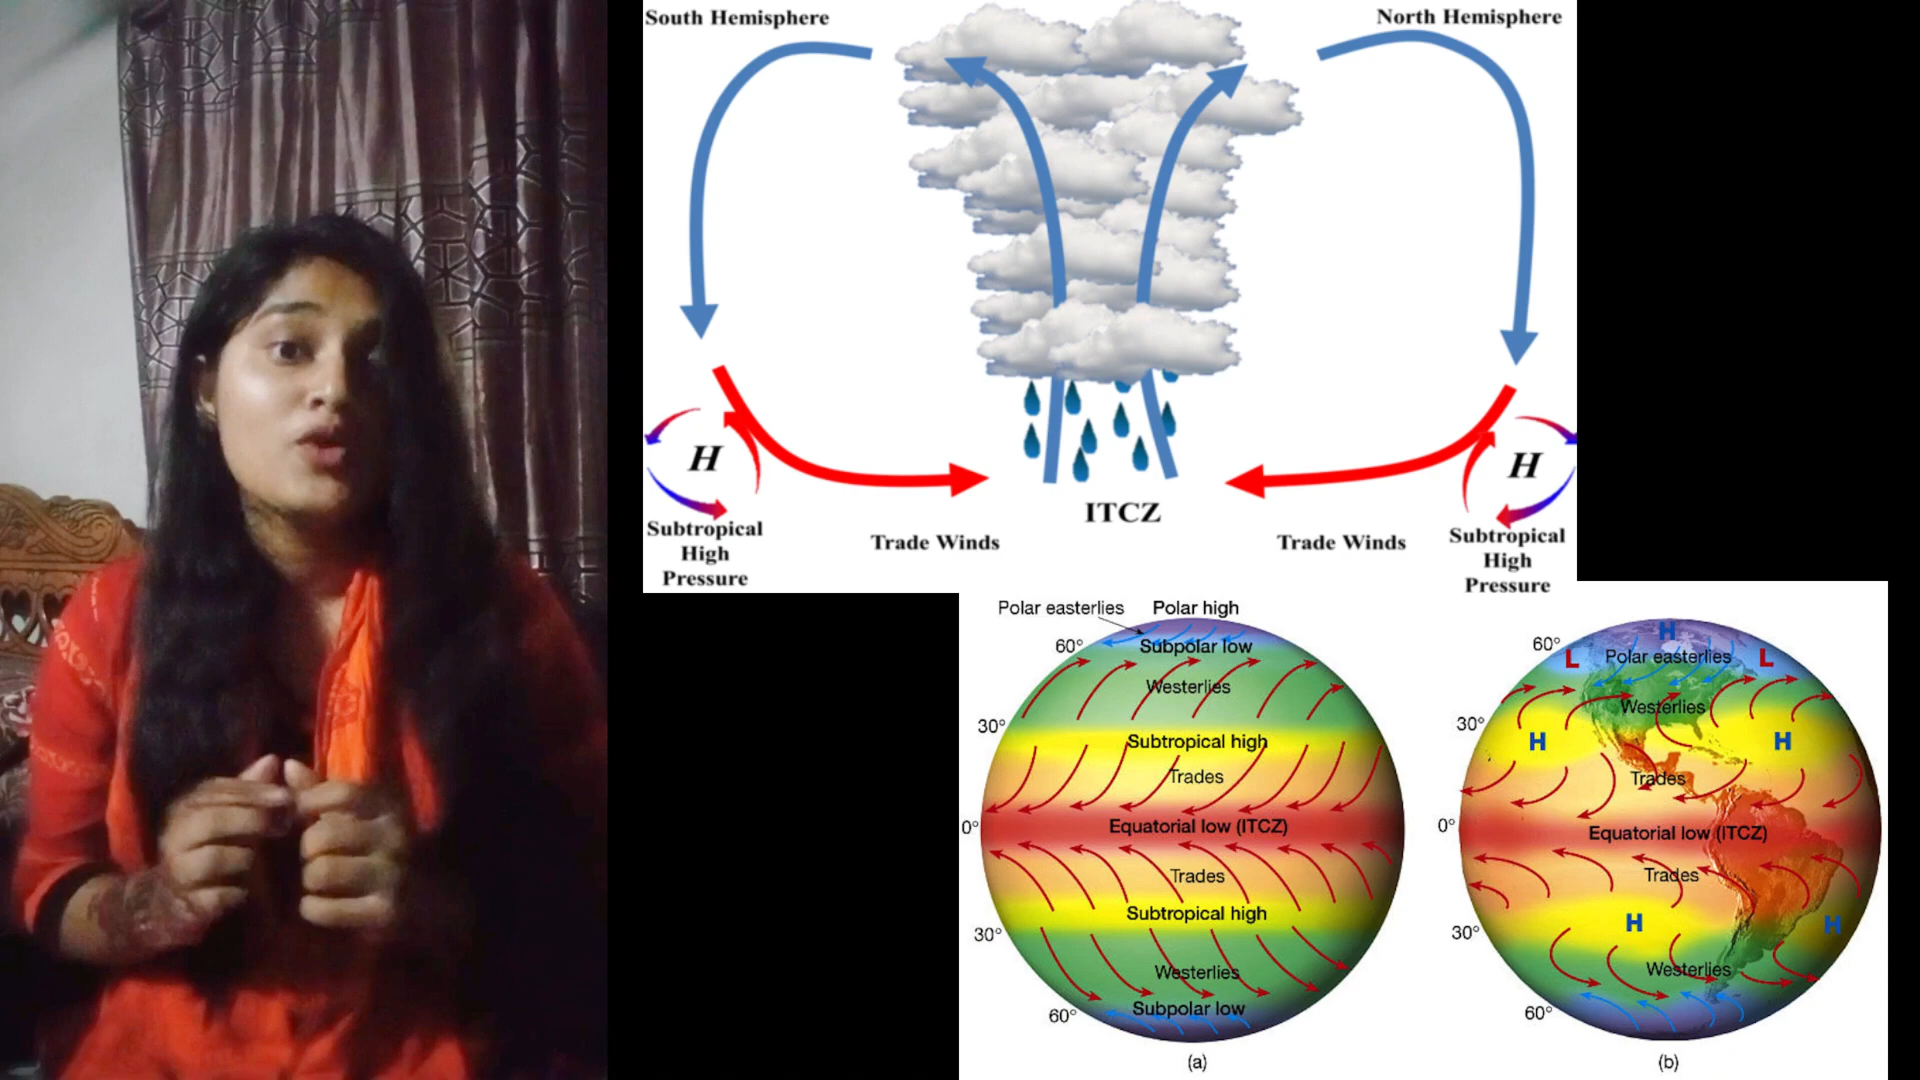 South Hemisphere
North Hemisphere
H
H
Subtropical
High
Pressure
Trade Winds
ITCZ
Trade Winds
Subtropical
High
Pressure
Polar easterlies
Polar high
60°
Subpolar low
Westerlies
30°
Subtropical high
Trades
0°
Equatorial low (ITCZ)
Trades
Subtropical high
30°
Westerlies
60°
Subpolar low
(a)
H
60°
L
Polar easterlies
L
Westerlies
30°
H
H
Trades
0°
Equatorial low (ITCZ)
Trades
H
H
30°
Westerlies
60°
(b)